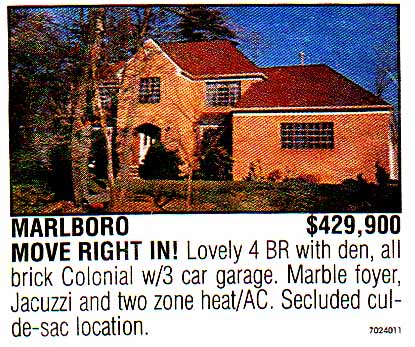 MARLBORO $429,900
MOVE RIGHT IN! Lovely 4 BR with den, all
brick Colonial w/3 car garage. Marble foyer,
Jacuzzi and two zone heat/AC. Secluded cul-
de-sac location. 7024011